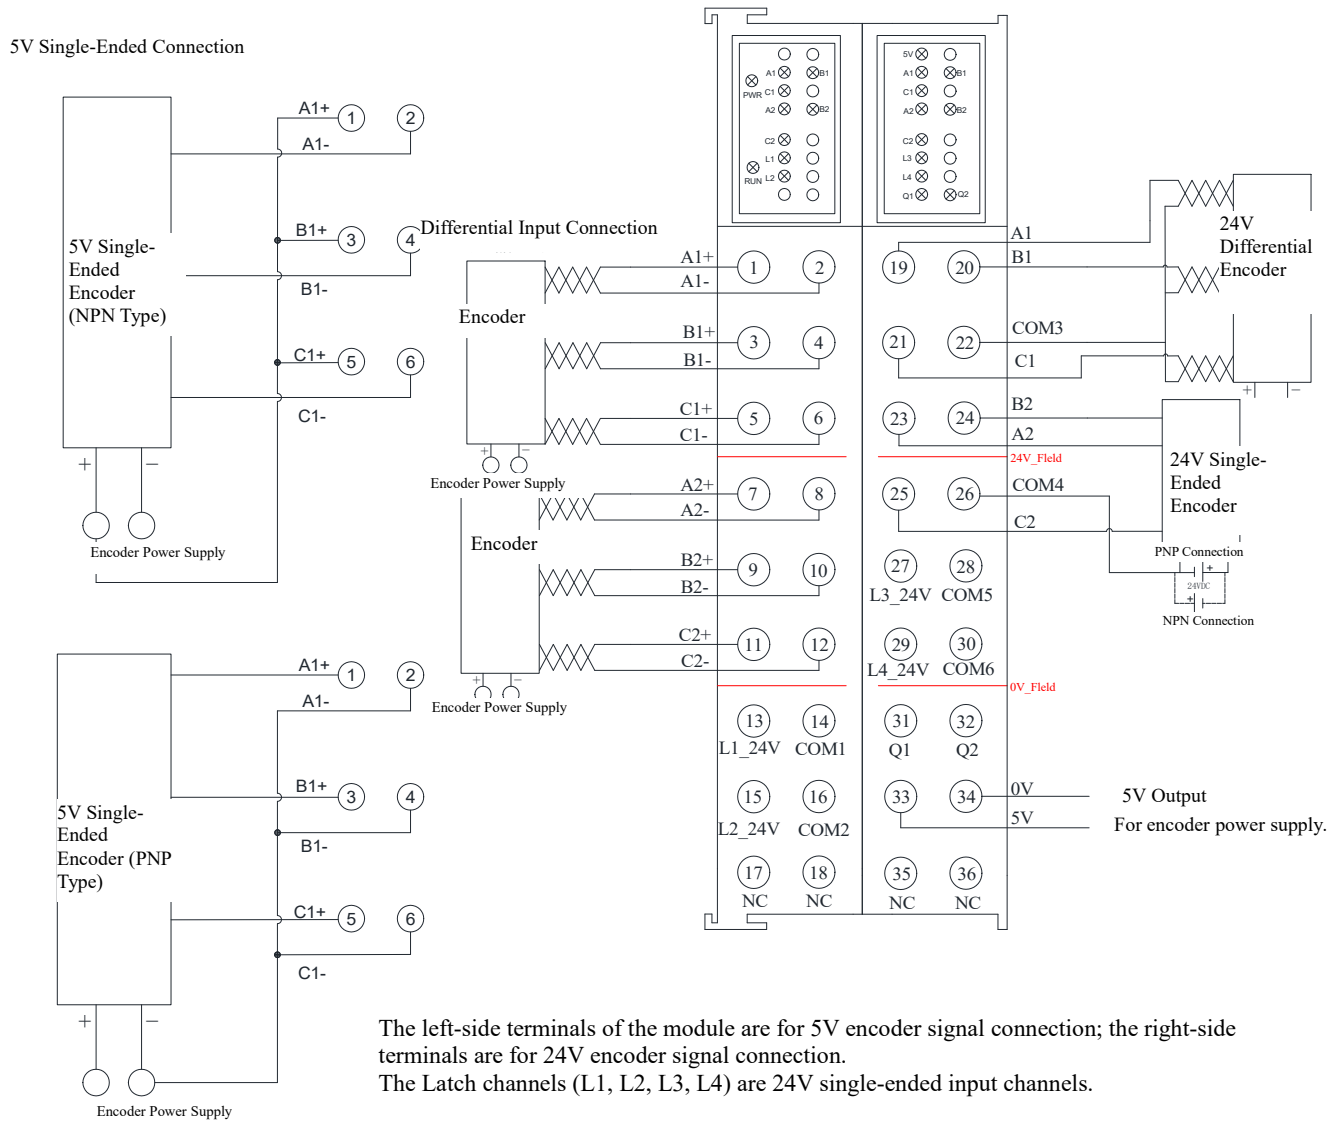 5V Single-Ended Connection
A1+
1
2
A1-
B1+
3
4
B1-
C1+
5
6
C1-
5V Single-
Ended
Encoder
(NPN Type)
+
−
Encoder Power Supply
A1+
1
2
A1-
B1+
3
4
B1-
C1+
5
6
C1-
5V Single-
Ended
Encoder (PNP
Type)
+
−
Encoder Power Supply
Differential Input Connection
Encoder
+
−
Encoder Power Supply
Encoder
+
−
Encoder Power Supply
A1+
A1-
B1+
B1-
C1+
C1-
A2+
A2-
B2+
B2-
C2+
C2-
PWR
RUN
A1
B1
C1
A2
B2
C2
L1
L2
5V
A1
B1
C1
A2
B2
C2
L3
L4
Q1
Q2
1
2
3
4
5
6
7
8
9
10
11
12
13
14
L1_24V
COM1
15
16
L2_24V
COM2
17
18
NC
NC
19
20
21
22
23
24
25
26
27
28
L3_24V
COM5
29
30
L4_24V
COM6
31
32
Q1
Q2
33
34
35
36
NC
NC
A1
B1
COM3
C1
B2
A2
24V_Fleld
COM4
C2
0V_Fleld
0V
5V
5V Output
For encoder power supply.
24V
Differential
Encoder
+
−
24V Single-
Ended
Encoder
PNP Connection
+
24VDC
+
NPN Connection
The left-side terminals of the module are for 5V encoder signal connection; the right-side
terminals are for 24V encoder signal connection.
The Latch channels (L1, L2, L3, L4) are 24V single-ended input channels.